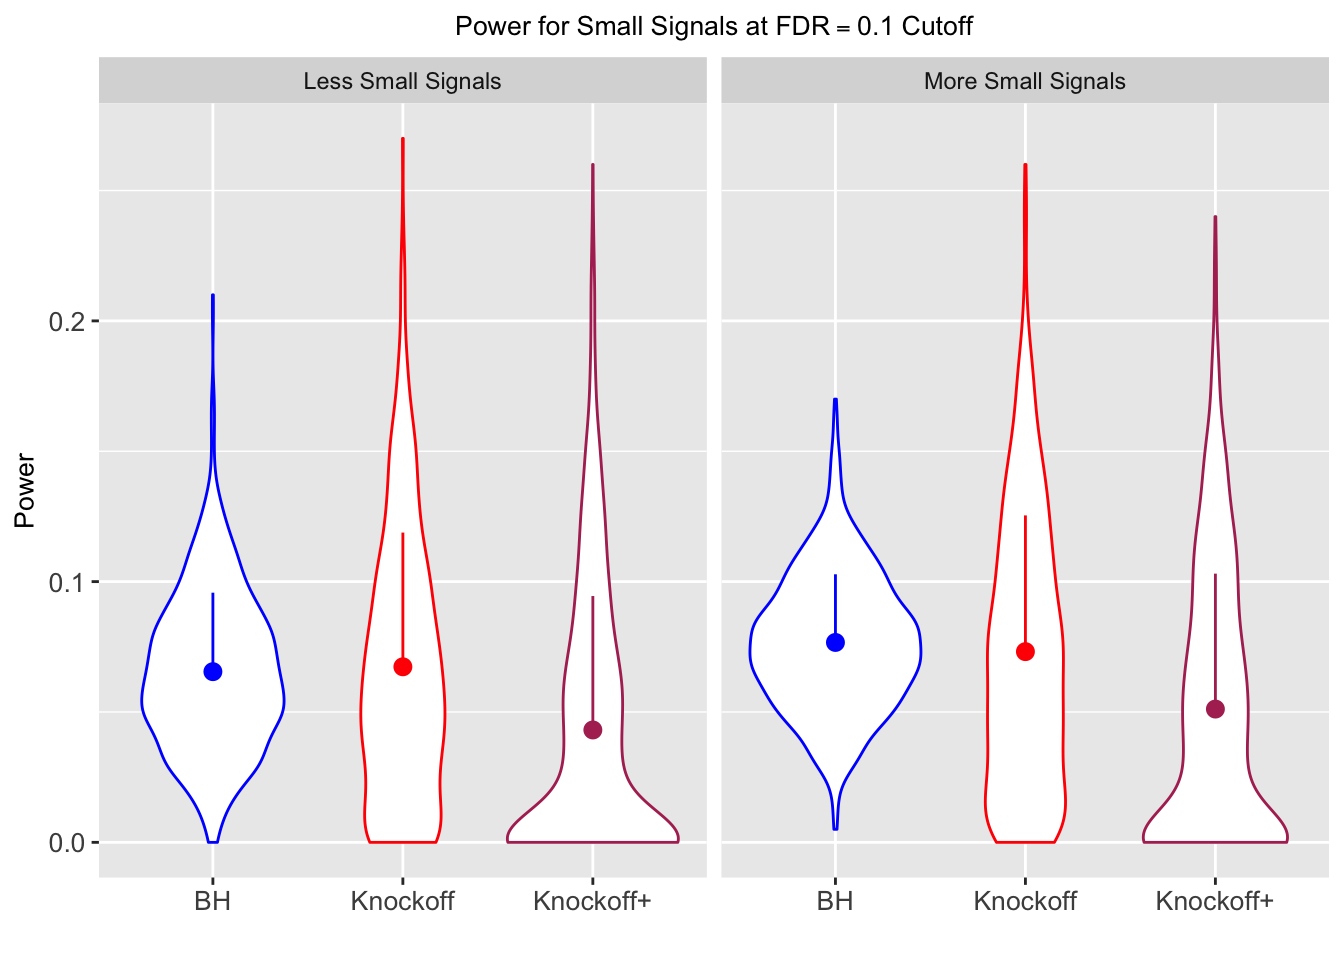 Power for Small Signals at FDR = 0.1 Cutoff
Less Small Signals
More Small Signals
Power
0.2
0.1
0.0
BH
Knockoff
Knockoff+
BH
Knockoff
Knockoff+